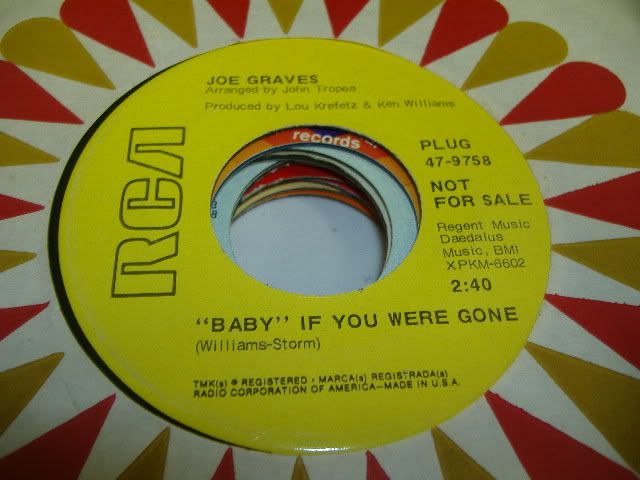 JOE GRAVES
Arranged by John Tropea
Produced by Lou Krefetz & Ken Williams
RCA
records
PLUG
47-9758
NOT
FOR SALE
Regent Music
Daedalus
Music, BMI
XPKM-6602
2:40
"BABY" IF YOU WERE GONE
(Williams-Storm)
TMK(s) ® REGISTERED • MARCA(s) REGISTRADA(s)
RADIO CORPORATION OF AMERICA—MADE IN U.S.A.